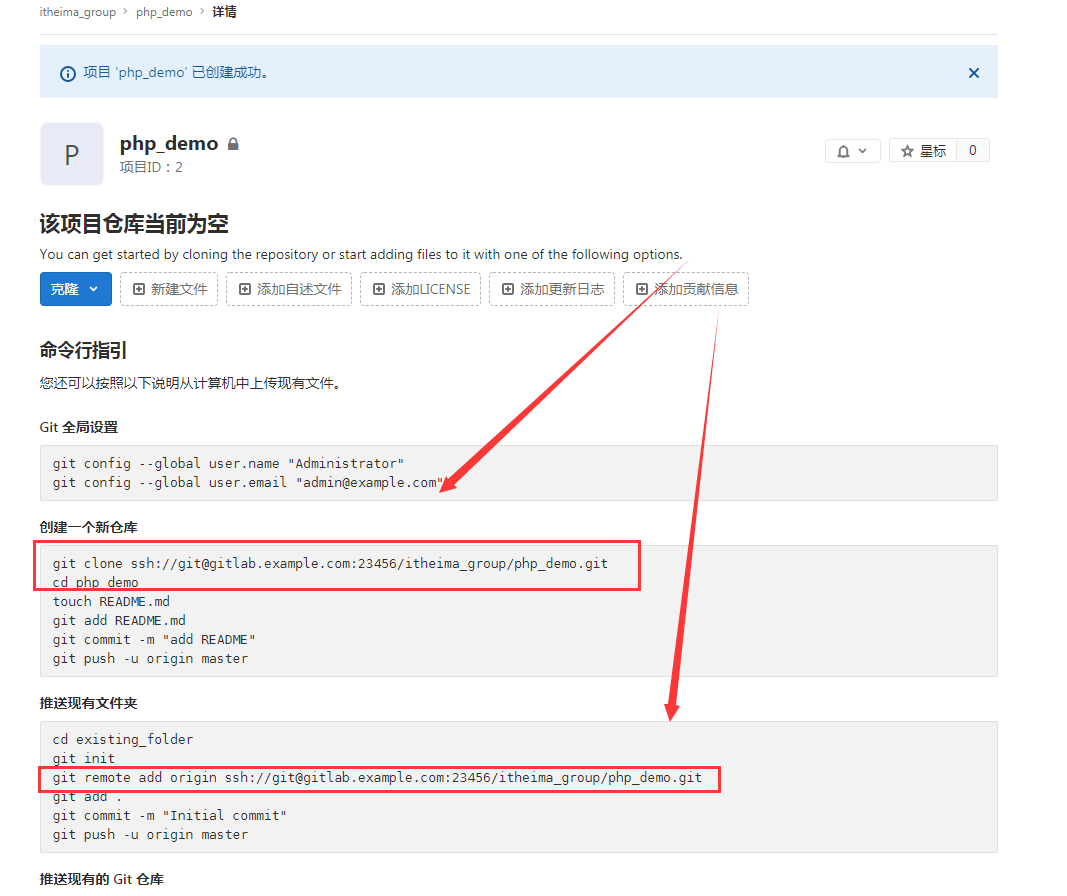 itheima_group › php_demo › 详情
项目 'php_demo' 已创建成功。
P
php_demo
项目ID：2
星标 0
该项目仓库当前为空
You can get started by cloning the repository or start adding files to it with one of the following options.
克隆 新建文件 添加自述文件 添加LICENSE 添加更新日志 添加贡献信息
命令行指引
您还可以按照以下说明从计算机中上传现有文件。
Git 全局设置
git config --global user.name "Administrator"
git config --global user.email "admin@example.com"
创建一个新仓库
git clone ssh://git@gitlab.example.com:23456/itheima_group/php_demo.git
cd php_demo
touch README.md
git add README.md
git commit -m "add README"
git push -u origin master
推送现有文件夹
cd existing_folder
git init
git remote add origin ssh://git@gitlab.example.com:23456/itheima_group/php_demo.git
git add .
git commit -m "Initial commit"
git push -u origin master
推送现有的 Git 仓库